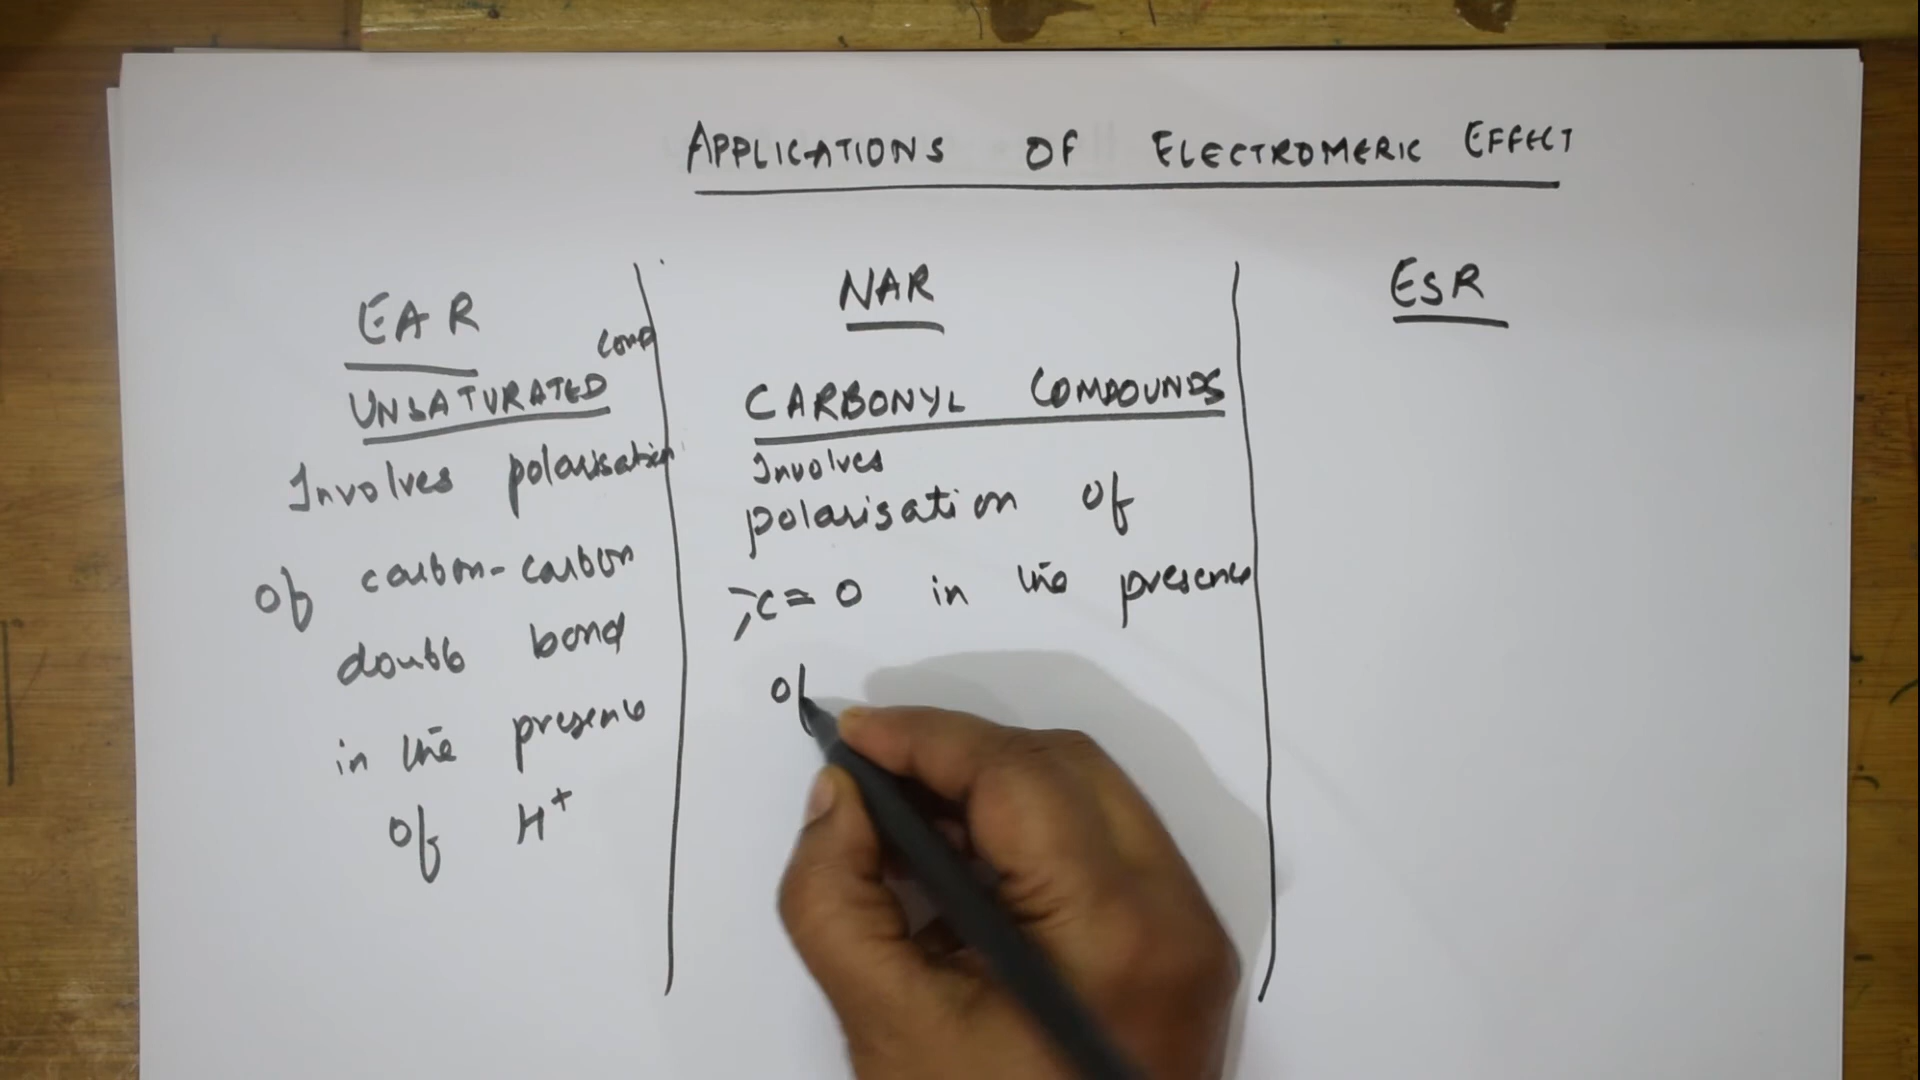 APPLICATIONS OF ELECTROMERIC EFFECT
EAR
UNSATURATED comp
Involves polarisation
Of carbon-carbon
double bond
in the presence
Of H+
NAR
CARBONYL COMPOUNDS
Involves
polarisation of
>C=O in the presence
Of
ESR